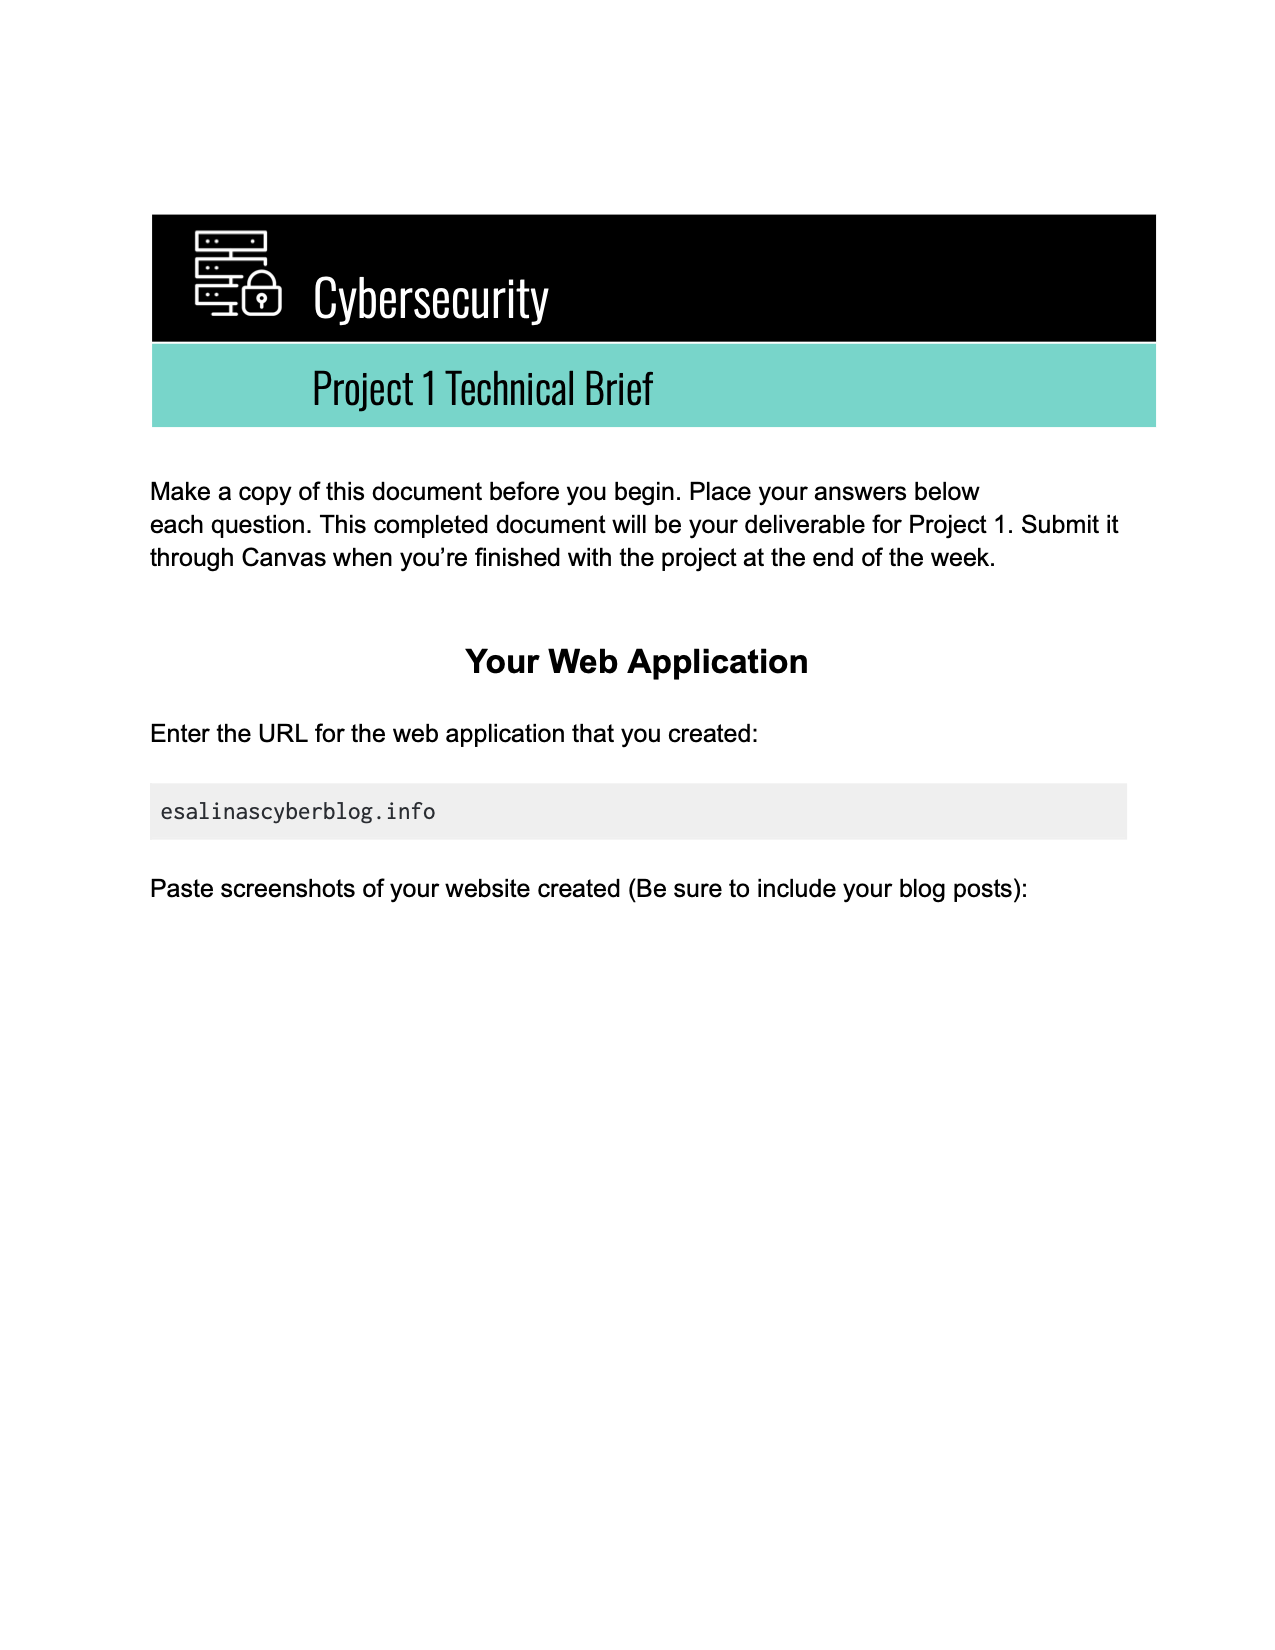 Cybersecurity
Project 1 Technical Brief
Make a copy of this document before you begin. Place your answers below
each question. This completed document will be your deliverable for Project 1. Submit it
through Canvas when you’re finished with the project at the end of the week.
Your Web Application
Enter the URL for the web application that you created:
esalinascyberblog.info
Paste screenshots of your website created (Be sure to include your blog posts):